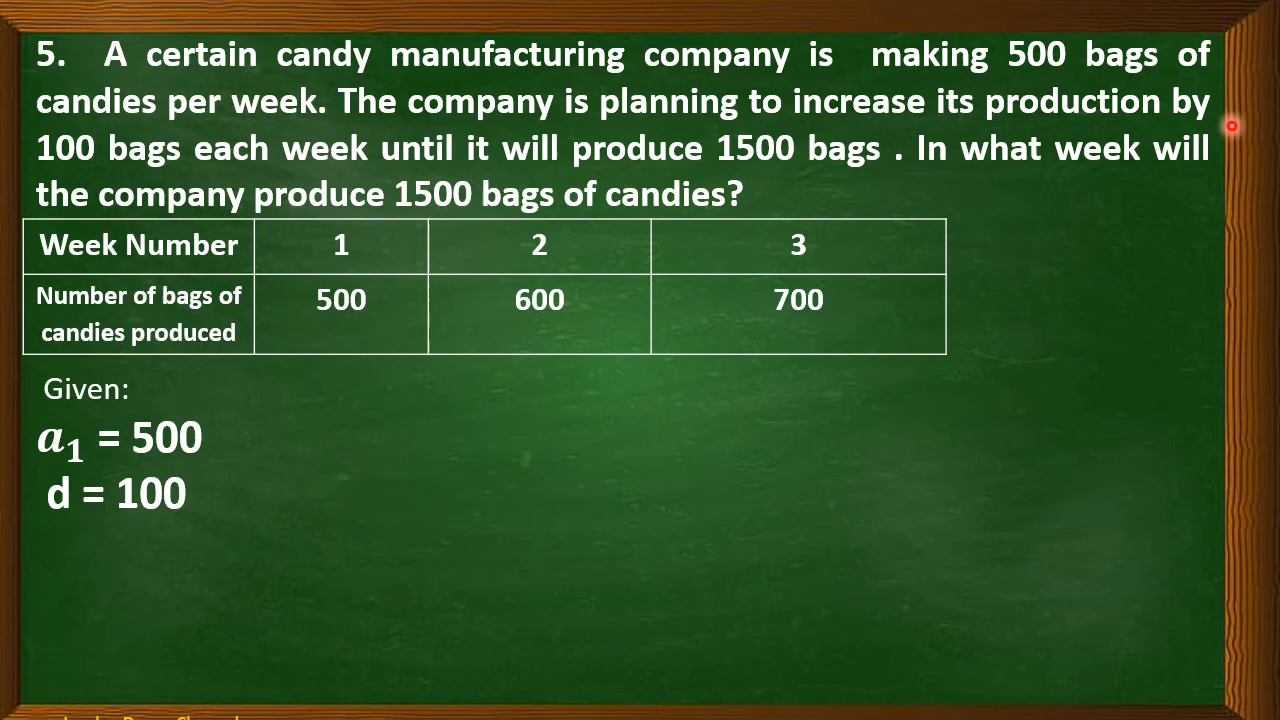 5. A certain candy manufacturing company is making 500 bags of
candies per week. The company is planning to increase its production by
100 bags each week until it will produce 1500 bags . In what week will
the company produce 1500 bags of candies?
Week Number 1 2 3
Number of bags of 500 600 700
candies produced
Given:
a₁ = 500
d = 100